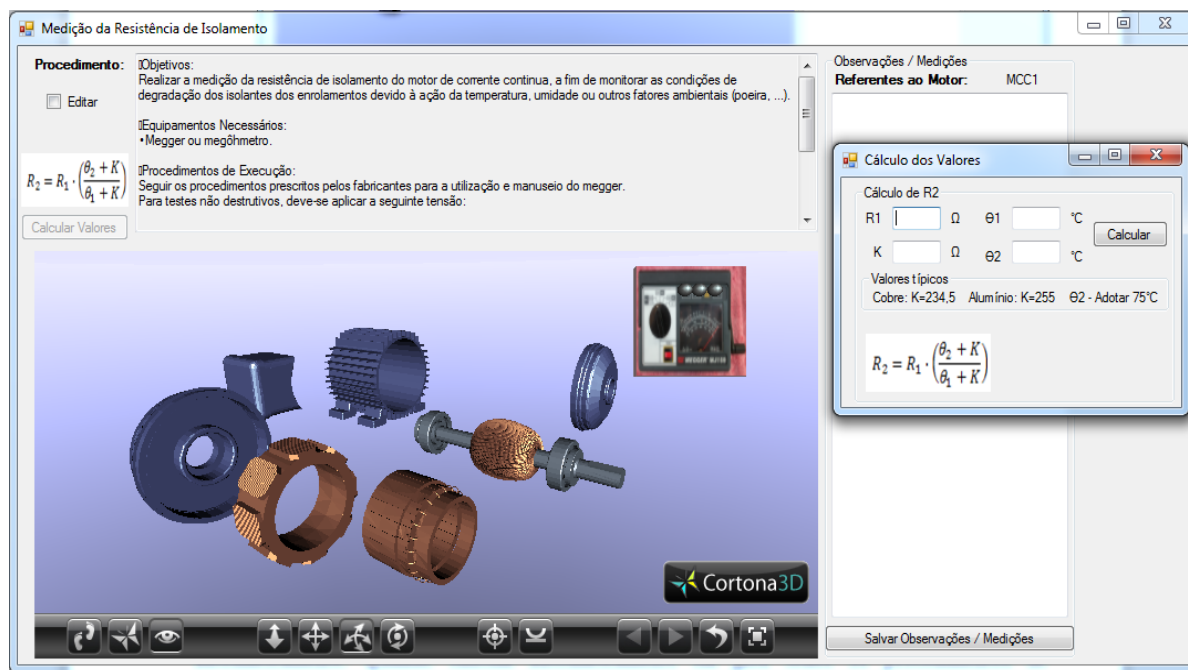 Medição da Resistência de Isolamento
Procedimento:
Editar
R₂ = R₁ · (θ₂ + K / θ₁ + K)
Calcular Valores
Objetivos:
Realizar a medição da resistência de isolamento do motor de corrente continua, a fim de monitorar as condições de
degradação dos isolantes dos enrolamentos devido à ação da temperatura, umidade ou outros fatores ambientais (poeira, ...).
Equipamentos Necessários:
•Megger ou megôhmetro.
Procedimentos de Execução:
Seguir os procedimentos prescritos pelos fabricantes para a utilização e manuseio do megger.
Para testes não destrutivos, deve-se aplicar a seguinte tensão:
Observações / Medições
Referentes ao Motor: MCC1
Cálculo dos Valores
Cálculo de R2
R1 Ω Θ1 °C
Calcular
K Ω Θ2 °C
Valores típicos
Cobre: K=234,5 Alumínio: K=255 Θ2 - Adotar 75°C
R₂ = R₁ · (θ₂ + K / θ₁ + K)
Cortona3D
Salvar Observações / Medições